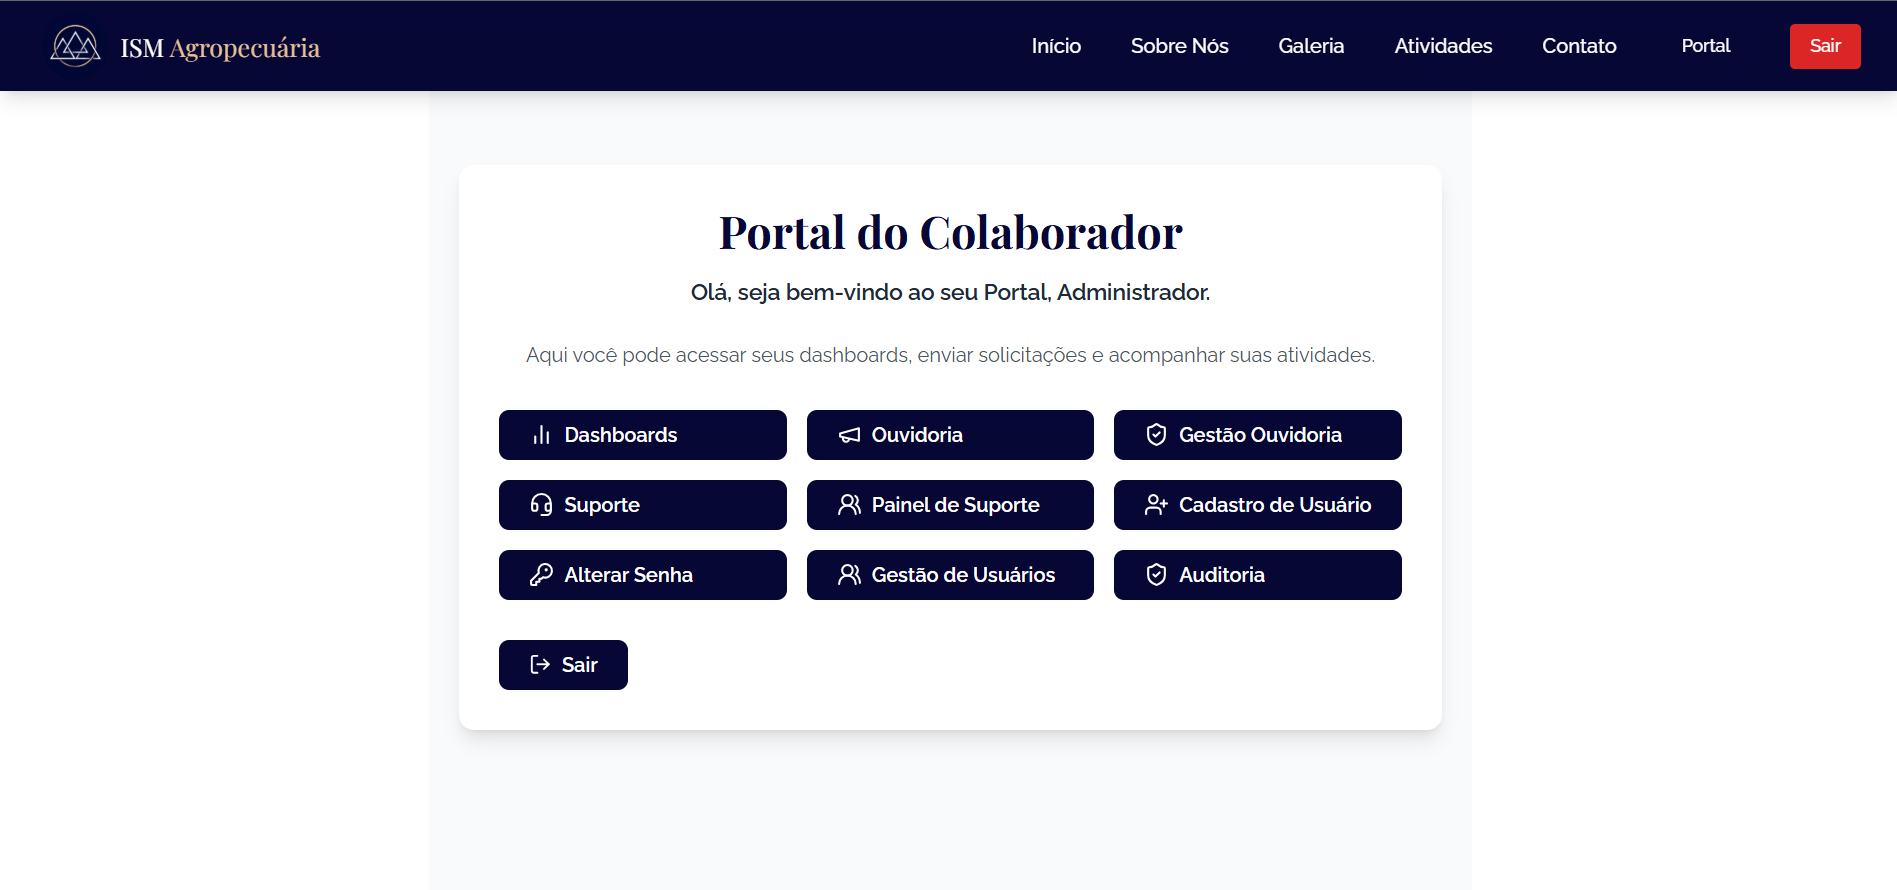 ISM Agropecuária
Início Sobre Nós Galeria Atividades Contato Portal Sair
Portal do Colaborador
Olá, seja bem-vindo ao seu Portal, Administrador.
Aqui você pode acessar seus dashboards, enviar solicitações e acompanhar suas atividades.
Dashboards Ouvidoria Gestão Ouvidoria
Suporte Painel de Suporte Cadastro de Usuário
Alterar Senha Gestão de Usuários Auditoria
Sair